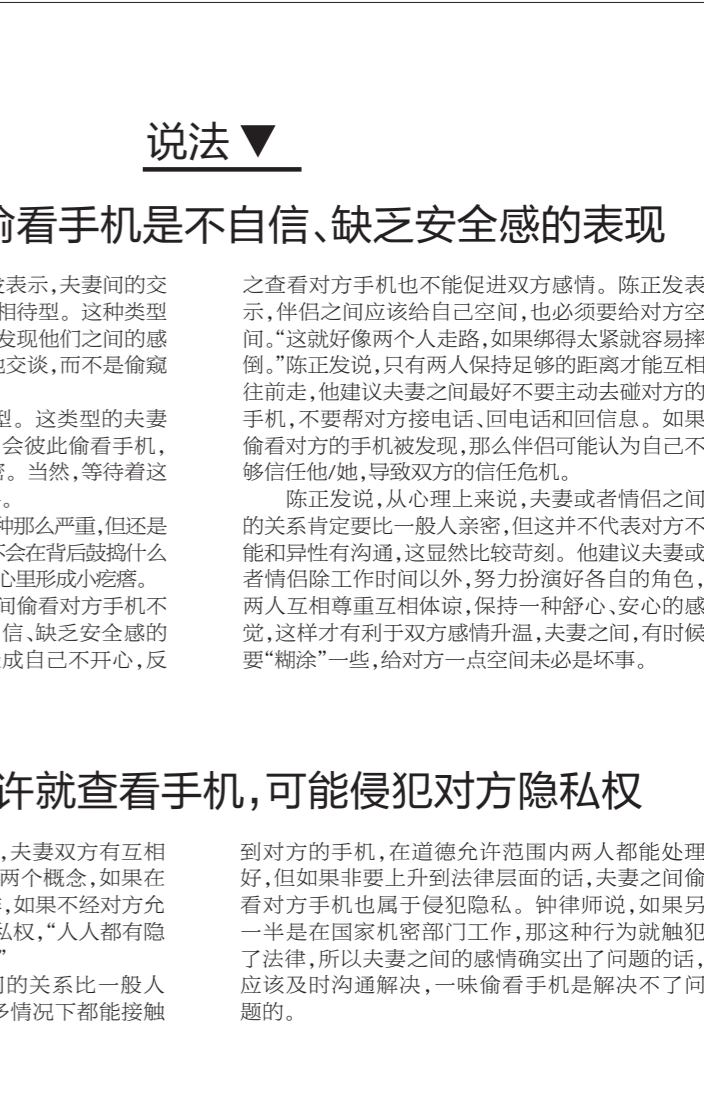 说法▼
偷看手机是不自信、缺乏安全感的表现
发表示,夫妻间的交
相待型。这种类型
发现他们之间的感
地交谈,而不是偷窥
型。这类型的夫妻
会彼此偷看手机,
密。当然,等待着这
。
种那么严重,但还是
不会在背后鼓捣什么
心里形成小疙瘩。
间偷看对方手机不
信、缺乏安全感的
成自己不开心,反
之查看对方手机也不能促进双方感情。陈正发表
示,伴侣之间应该给自己空间,也必须要给对方空
间。“这就好像两个人走路,如果绑得太紧就容易摔
倒。”陈正发说,只有两人保持足够的距离才能互相
往前走,他建议夫妻之间最好不要主动去碰对方的
手机,不要帮对方接电话、回电话和回信息。如果
偷看对方的手机被发现,那么伴侣可能认为自己不
够信任他/她,导致双方的信任危机。
陈正发说,从心理上来说,夫妻或者情侣之间
的关系肯定要比一般人亲密,但这并不代表对方不
能和异性有沟通,这显然比较苛刻。他建议夫妻或
者情侣除工作时间以外,努力扮演好各自的角色,
两人互相尊重互相体谅,保持一种舒心、安心的感
觉,这样才有利于双方感情升温,夫妻之间,有时候
要“糊涂”一些,给对方一点空间未必是坏事。
许就查看手机,可能侵犯对方隐私权
,夫妻双方有互相
两个概念,如果在
,如果不经对方允
私权,“人人都有隐
”
间的关系比一般人
多情况下都能接触
到对方的手机,在道德允许范围内两人都能处理
好,但如果非要上升到法律层面的话,夫妻之间偷
看对方手机也属于侵犯隐私。钟律师说,如果另
一半是在国家机密部门工作,那这种行为就触犯
了法律,所以夫妻之间的感情确实出了问题的话,
应该及时沟通解决,一味偷看手机是解决不了问
题的。